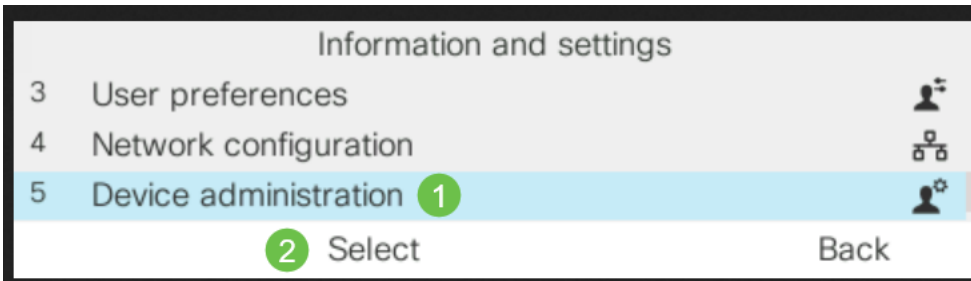 Information and settings
3 User preferences
4 Network configuration
5 Device administration 1
2 Select Back